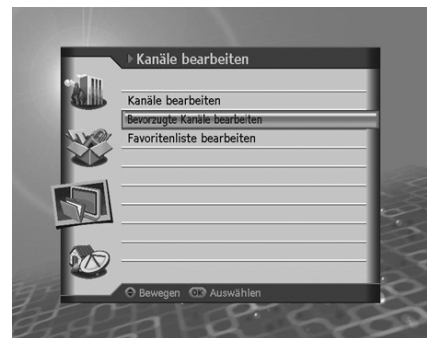 Kanäle bearbeiten
Kanäle bearbeiten
Bevorzugte Kanäle bearbeiten
Favoritenliste bearbeiten
Bewegen OK Auswählen